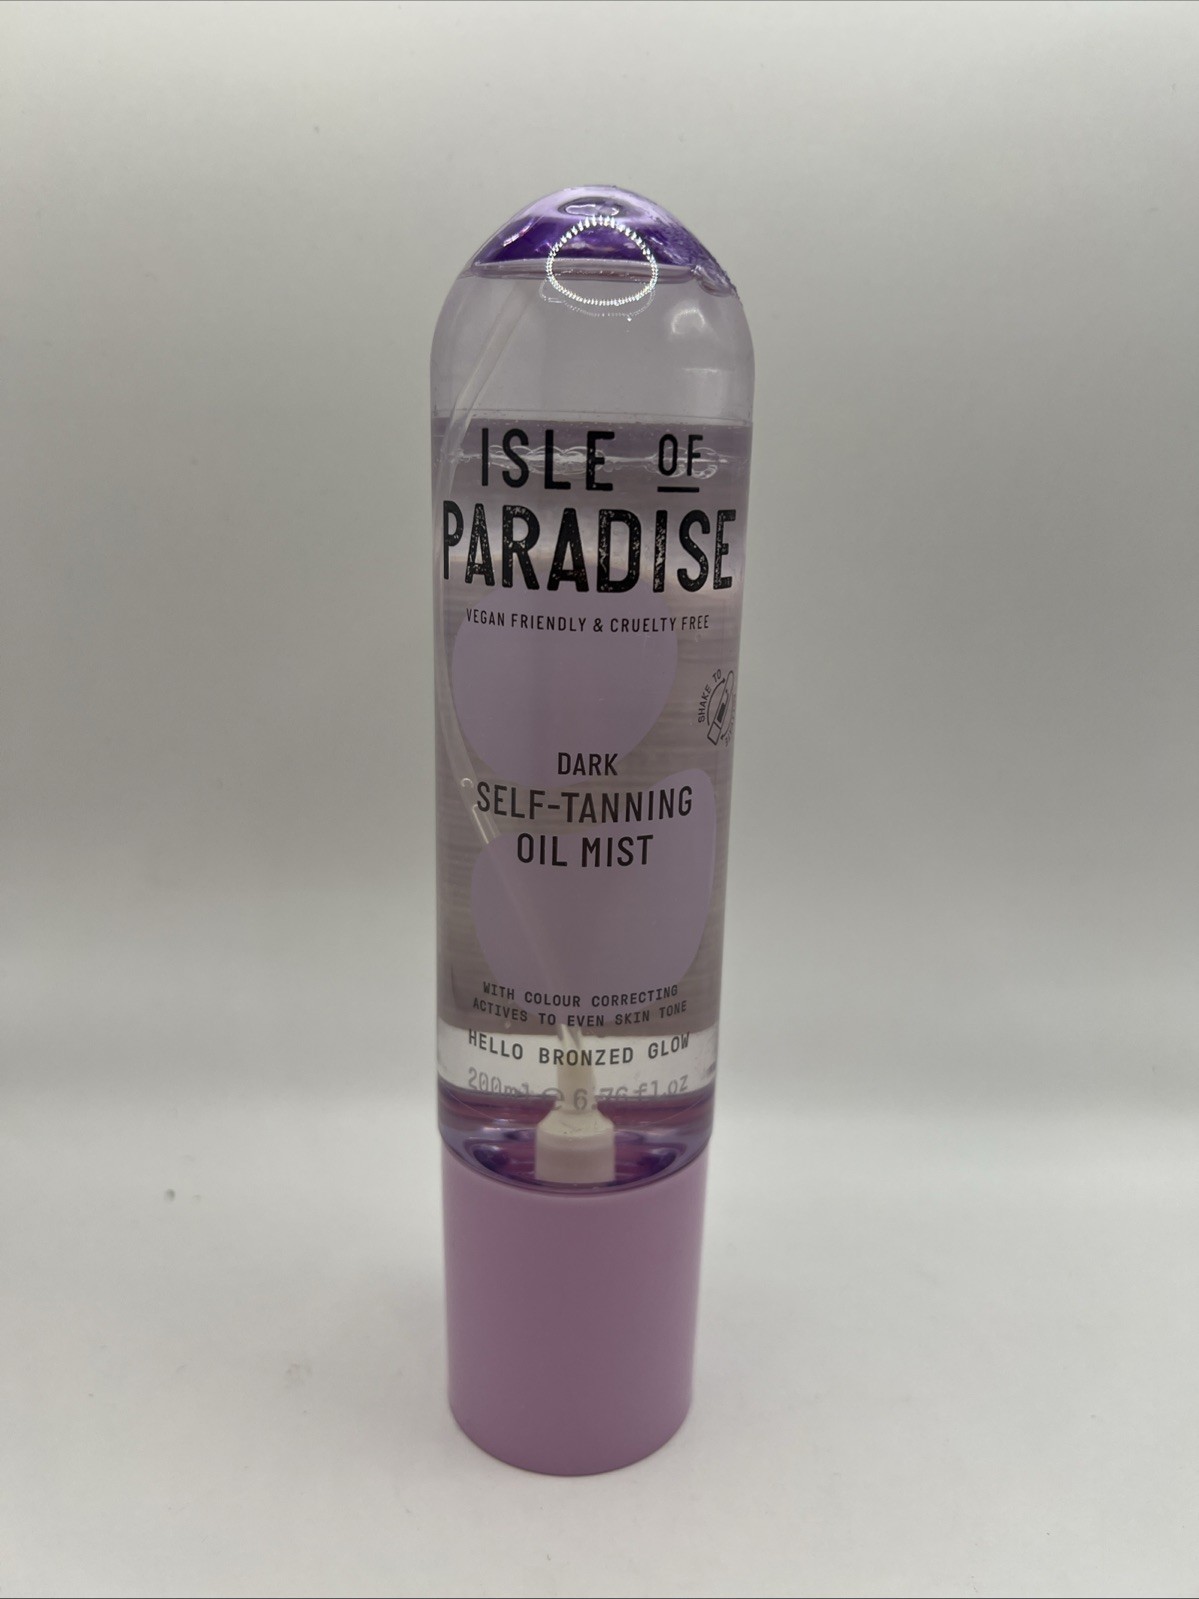 ISLE OF
PARADISE
VEGAN FRIENDLY & CRUELTY FREE
SHAKE TO
DARK
SELF-TANNING
OIL MIST
WITH COLOUR CORRECTING
ACTIVES TO EVEN SKIN TONE
HELLO BRONZED GLOW
200ml e 6.76 fl.oz